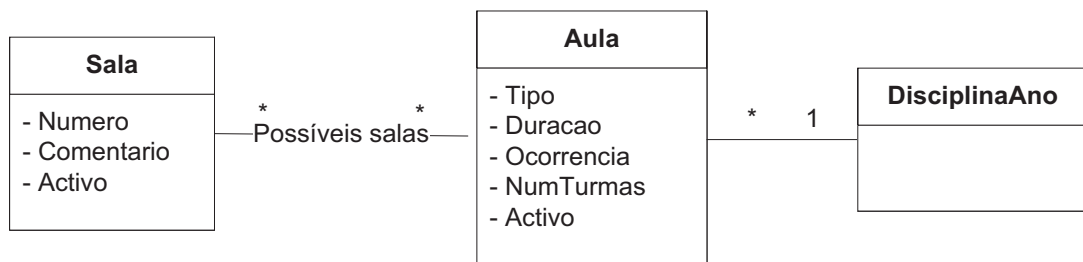 Sala
- Numero
- Comentario
- Activo
* Possíveis salas *
Aula
- Tipo
- Duracao
- Ocorrencia
- NumTurmas
- Activo
* 1
DisciplinaAno